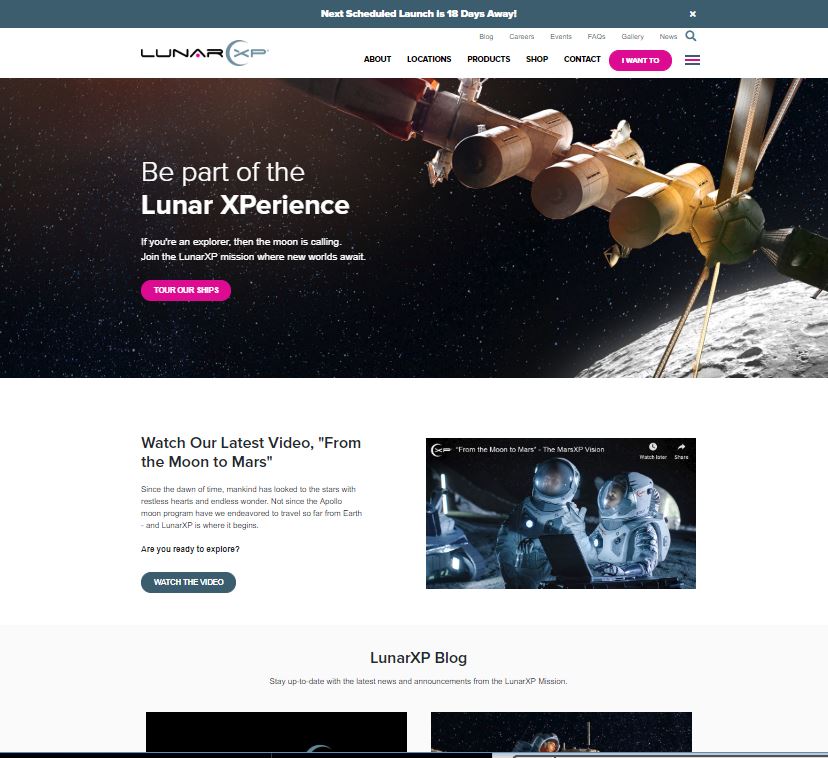 Next Scheduled Launch is 18 Days Away!
×
Blog Careers Events FAQs Gallery News
LUNAR XP
ABOUT LOCATIONS PRODUCTS SHOP CONTACT I WANT TO
Be part of the
Lunar XPerience
If you're an explorer, then the moon is calling.
Join the LunarXP mission where new worlds await.
TOUR OUR SHIPS
Watch Our Latest Video, "From
the Moon to Mars"
Since the dawn of time, mankind has looked to the stars with
restless hearts and endless wonder. Not since the Apollo
moon program have we endeavored to travel so far from Earth
- and LunarXP is where it begins.
Are you ready to explore?
WATCH THE VIDEO
XP "From the Moon to Mars" - The MarsXP Vision
Watch later Share
LunarXP Blog
Stay up-to-date with the latest news and announcements from the LunarXP Mission.